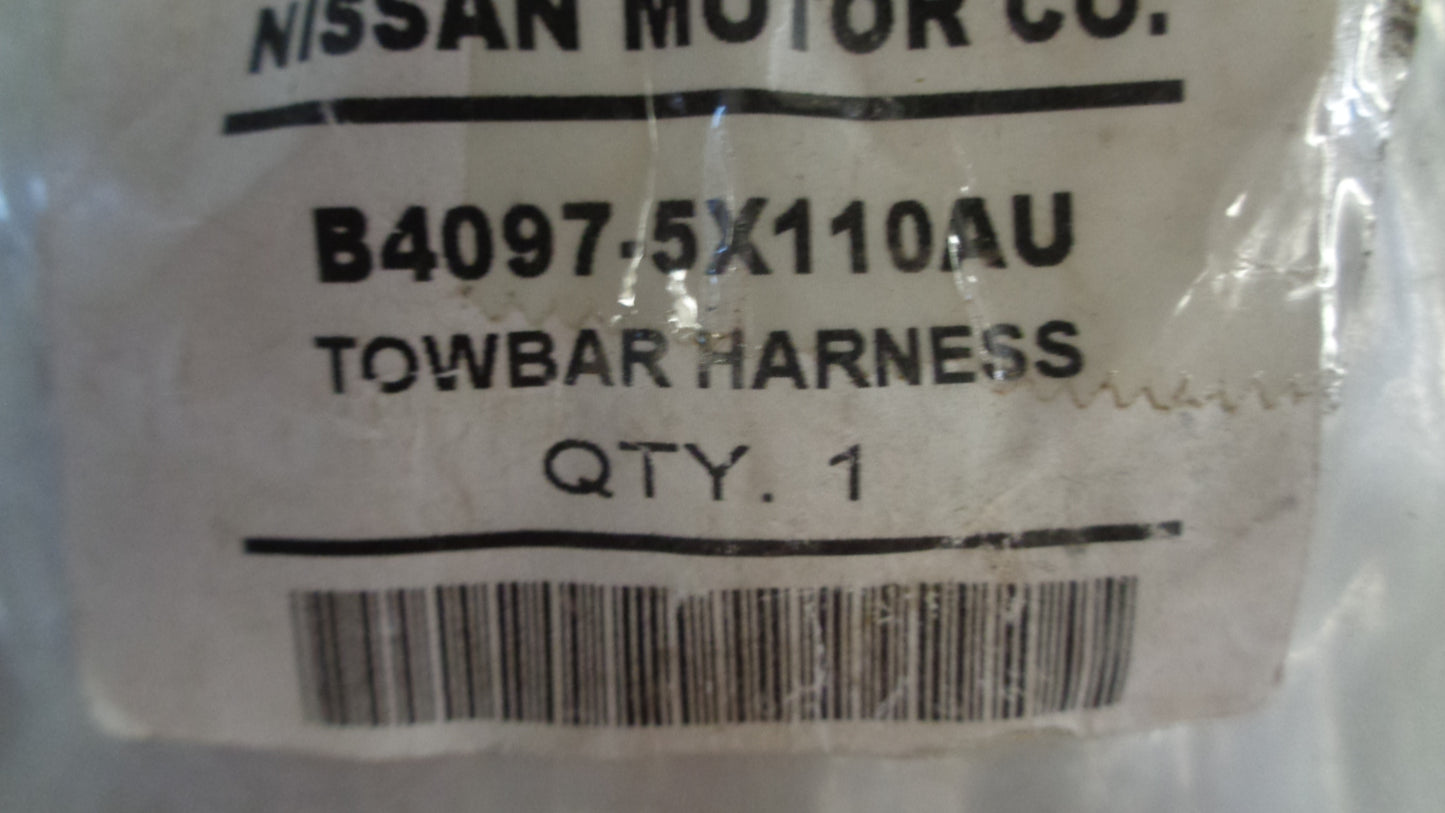 NISSAN MOTOR CO.
B4097-5X110AU
TOWBAR HARNESS
QTY. 1